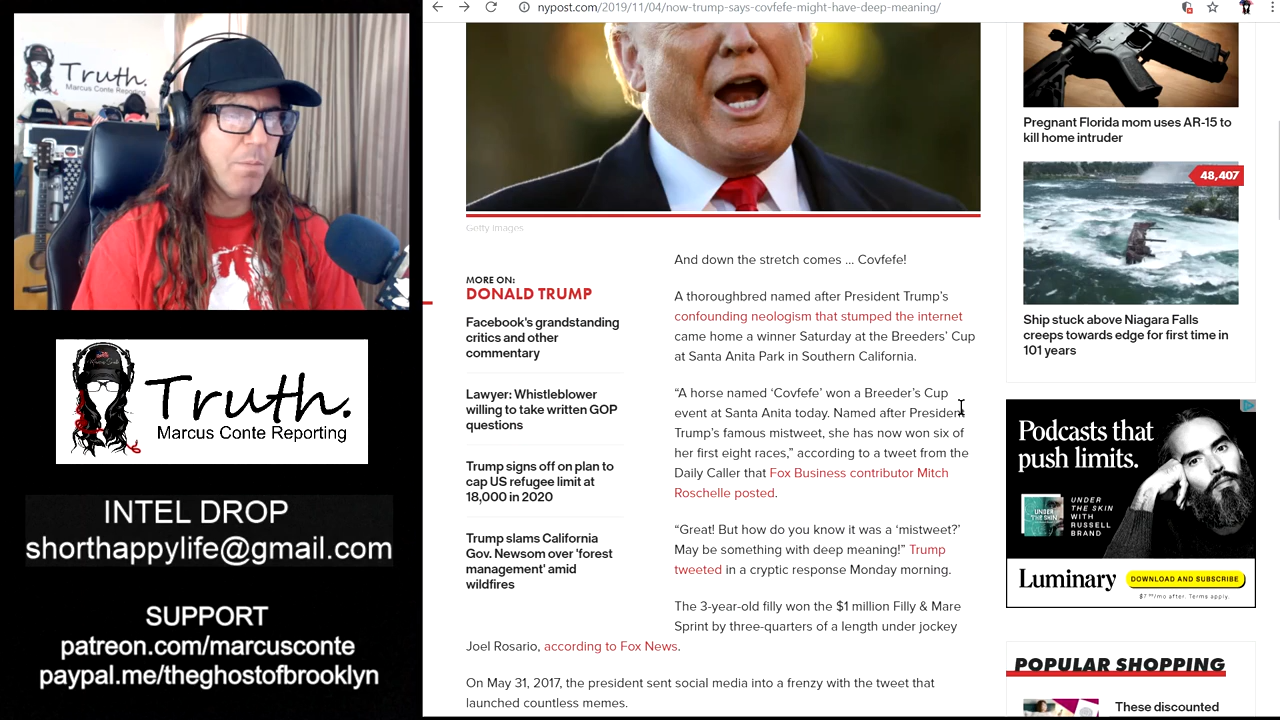 nypost.com/2019/11/04/now-trump-says-covfefe-might-have-deep-meaning/
Truth.
Marcus Conte Reporting
Truth.
Marcus Conte Reporting
INTEL DROP
shorthappylife@gmail.com
SUPPORT
patreon.com/marcusconte
paypal.me/theghostofbrooklyn
Getty Images
MORE ON:
DONALD TRUMP
Facebook's grandstanding
critics and other
commentary
Lawyer: Whistleblower
willing to take written GOP
questions
Trump signs off on plan to
cap US refugee limit at
18,000 in 2020
Trump slams California
Gov. Newsom over 'forest
management' amid
wildfires
And down the stretch comes … Covfefe!
A thoroughbred named after President Trump’s
confounding neologism that stumped the internet
came home a winner Saturday at the Breeders’ Cup
at Santa Anita Park in Southern California.
“A horse named ‘Covfefe’ won a Breeder’s Cup
event at Santa Anita today. Named after President
Trump’s famous mistweet, she has now won six of
her first eight races,” according to a tweet from the
Daily Caller that Fox Business contributor Mitch
Roschelle posted.
“Great! But how do you know it was a ‘mistweet?’
May be something with deep meaning!” Trump
tweeted in a cryptic response Monday morning.
The 3-year-old filly won the $1 million Filly & Mare
Sprint by three-quarters of a length under jockey
Joel Rosario, according to Fox News.
On May 31, 2017, the president sent social media into a frenzy with the tweet that
launched countless memes.
Pregnant Florida mom uses AR-15 to
kill home intruder
48,407
Ship stuck above Niagara Falls
creeps towards edge for first time in
101 years
Podcasts that
push limits.
UNDER
THE SKIN
WITH
RUSSELL
BRAND
Luminary
DOWNLOAD AND SUBSCRIBE
$7.99/mo after. Terms apply.
POPULAR SHOPPING
These discounted